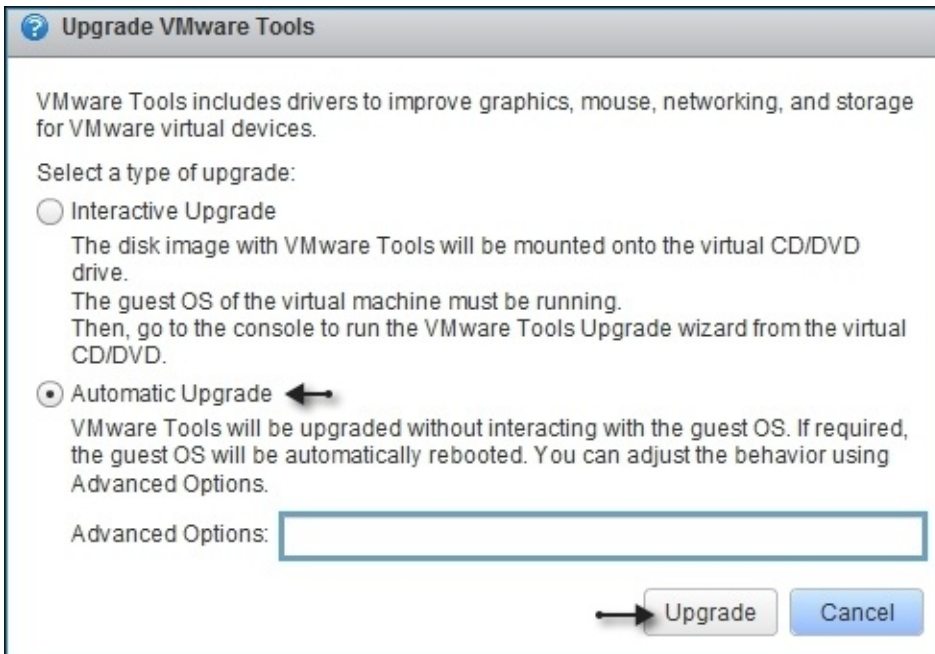 Upgrade VMware Tools
VMware Tools includes drivers to improve graphics, mouse, networking, and storage
for VMware virtual devices.
Select a type of upgrade:
Interactive Upgrade
The disk image with VMware Tools will be mounted onto the virtual CD/DVD
drive.
The guest OS of the virtual machine must be running.
Then, go to the console to run the VMware Tools Upgrade wizard from the virtual
CD/DVD.
Automatic Upgrade
VMware Tools will be upgraded without interacting with the guest OS. If required,
the guest OS will be automatically rebooted. You can adjust the behavior using
Advanced Options.
Advanced Options:
Upgrade Cancel